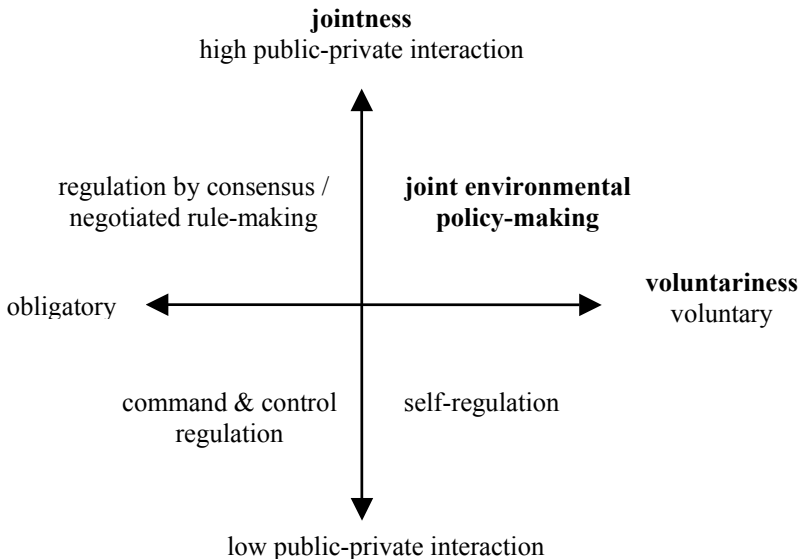 jointness
high public-private interaction
regulation by consensus /
negotiated rule-making
joint environmental
policy-making
obligatory
voluntariness
voluntary
command & control
regulation
self-regulation
low public-private interaction